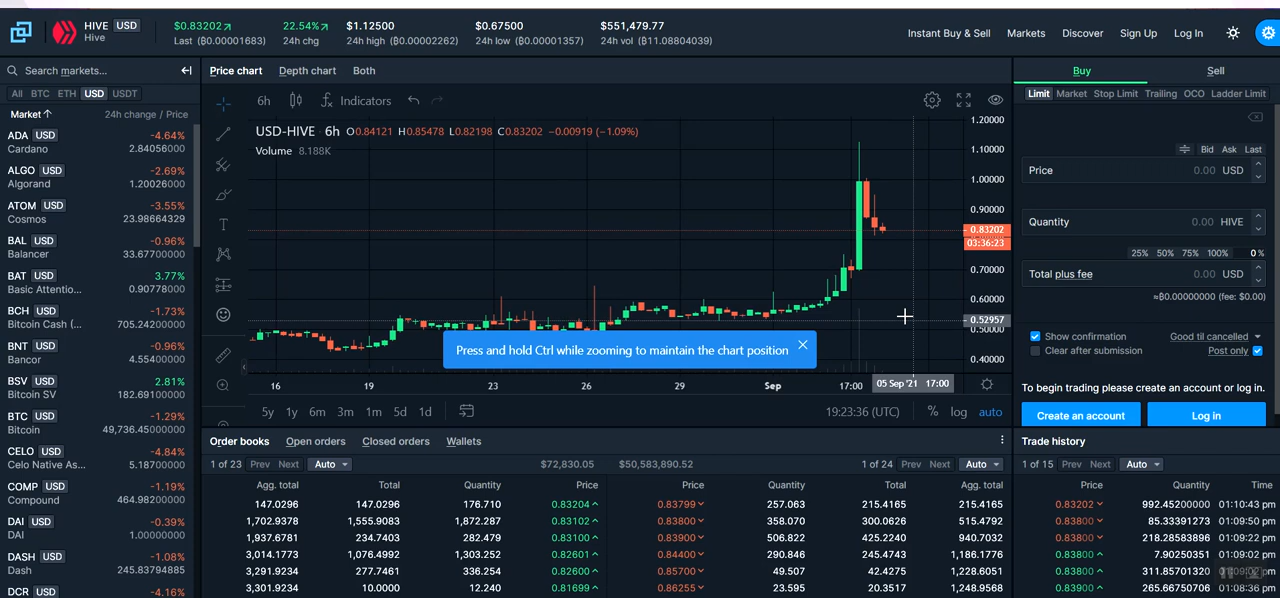 HIVE USD
Hive
$0.83202↗
Last (₿0.00001683)
22.54%↗
24h chg
$1.12500
24h high (₿0.00002262)
$0.67500
24h low (₿0.00001357)
$551,479.77
24h vol (₿11.08804039)
Instant Buy & Sell Markets Discover Sign Up Log In
Search markets...
All BTC ETH USD USDT
Market 24h change / Price
ADA USD -4.64%
Cardano 2.84056000
ALGO USD -2.69%
Algorand 1.20026000
ATOM USD -3.55%
Cosmos 23.98664329
BAL USD -0.96%
Balancer 33.67700000
BAT USD 3.77%
Basic Attentio... 0.90778000
BCH USD -1.73%
Bitcoin Cash (... 705.24200000
BNT USD -0.96%
Bancor 4.55400000
BSV USD 2.81%
Bitcoin SV 182.69100000
BTC USD -1.29%
Bitcoin 49,736.45000000
CELO USD -4.84%
Celo Native As... 5.18700000
COMP USD -1.19%
Compound 464.98200000
DAI USD -0.39%
DAI 1.00000000
DASH USD -1.08%
Dash 245.83794885
DCR USD -4.16%
Price chart Depth chart Both
6h Indicators
USD-HIVE · 6h O0.84121 H0.85478 L0.82198 C0.83202 −0.00919 (−1.09%)
Volume 8.188K
1.20000
1.10000
1.00000
0.90000
0.83202
03:36:23
0.70000
0.60000
0.52957
0.50000
0.40000
Press and hold Ctrl while zooming to maintain the chart position
16 19 23 26 29 Sep 17:00 05 Sep '21 17:00
5y 1y 6m 3m 1m 5d 1d
19:23:36 (UTC) % log auto
Order books Open orders Closed orders Wallets
1 of 23 Prev Next Auto $72,830.05 $50,583,890.52 1 of 24 Prev Next Auto
Agg. total Total Quantity Price Price Quantity Total Agg. total
147.0296 147.0296 176.710 0.83204 0.83799 257.063 215.4165 215.4165
1,702.9378 1,555.9083 1,872.287 0.83102 0.83800 358.070 300.0626 515.4792
1,937.6781 234.7403 282.479 0.83100 0.83900 506.822 425.2240 940.7032
3,014.1773 1,076.4992 1,303.252 0.82601 0.84400 290.846 245.4743 1,186.1776
3,291.9234 277.7461 336.254 0.82600 0.85700 49.507 42.4275 1,228.6051
3,301.9234 10.0000 12.240 0.81699 0.86255 23.595 20.3517 1,248.9568
Buy Sell
Limit Market Stop Limit Trailing OCO Ladder Limit
Bid Ask Last
Price 0.00 USD
Quantity 0.00 HIVE
25% 50% 75% 100% 0 %
Total plus fee 0.00 USD
≈₿0.00000000 (fee: $0.00)
Show confirmation Good til cancelled
Clear after submission Post only
To begin trading please create an account or log in.
Create an account Log in
Trade history
1 of 15 Prev Next Auto
Price Quantity Time
0.83202 992.45200000 01:10:43 pm
0.83800 85.33391273 01:09:50 pm
0.83800 218.28583896 01:09:22 pm
0.83800 7.90250351 01:09:02 pm
0.83800 311.85701320 01:09:02 pm
0.83900 265.66750706 01:08:36 pm